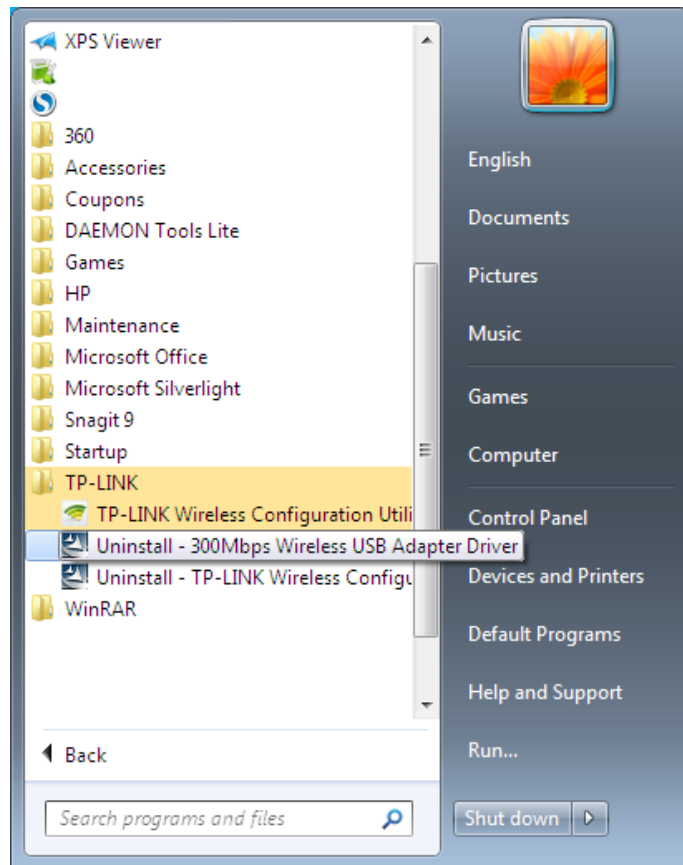 XPS Viewer
360
Accessories
Coupons
DAEMON Tools Lite
Games
HP
Maintenance
Microsoft Office
Microsoft Silverlight
Snagit 9
Startup
TP-LINK
TP-LINK Wireless Configuration Utili
Uninstall - 300Mbps Wireless USB Adapter Driver
Uninstall - TP-LINK Wireless Configu
WinRAR
Back
Search programs and files
English
Documents
Pictures
Music
Games
Computer
Control Panel
Devices and Printers
Default Programs
Help and Support
Run...
Shut down